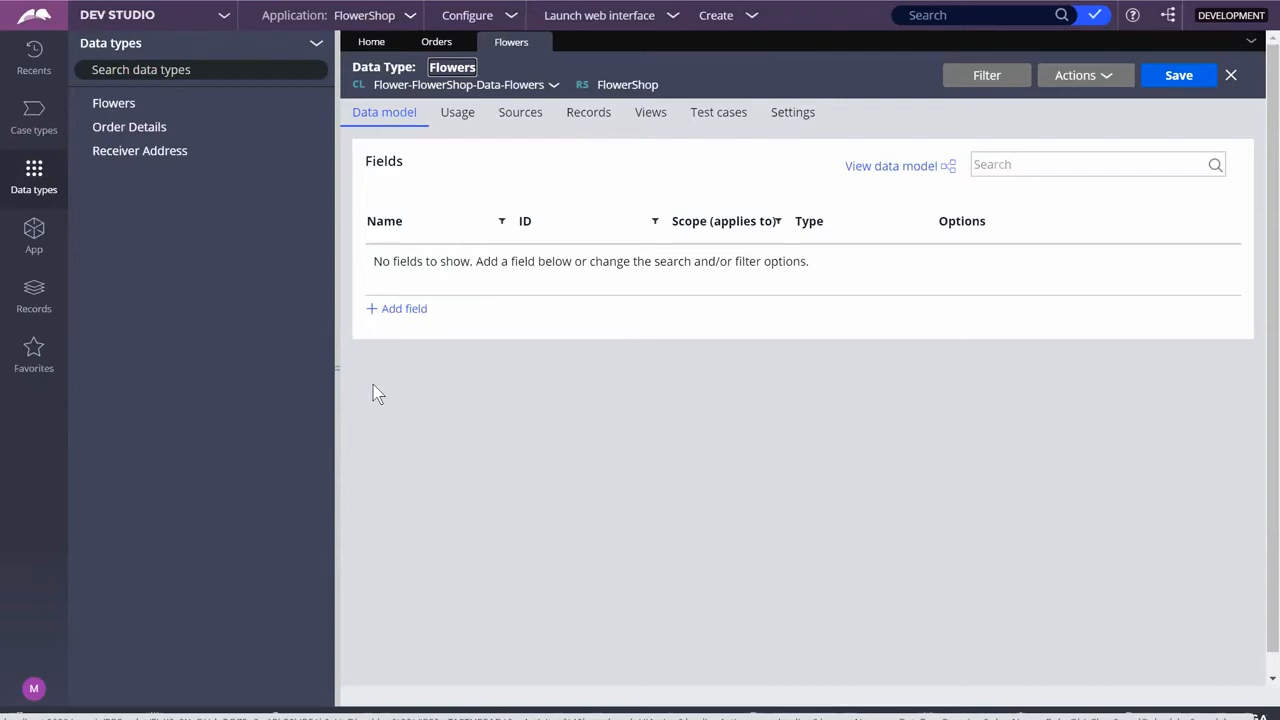 DEV STUDIO
Application: FlowerShop
Configure
Launch web interface
Create
Search
DEVELOPMENT
Recents
Case types
Data types
App
Records
Favorites
M
Data types
Search data types
Flowers
Order Details
Receiver Address
Home
Orders
Flowers
Data Type: Flowers
CL Flower-FlowerShop-Data-Flowers RS FlowerShop
Filter
Actions
Save
Data model
Usage
Sources
Records
Views
Test cases
Settings
Fields
View data model
Search
Name
ID
Scope (applies to)
Type
Options
No fields to show. Add a field below or change the search and/or filter options.
+ Add field